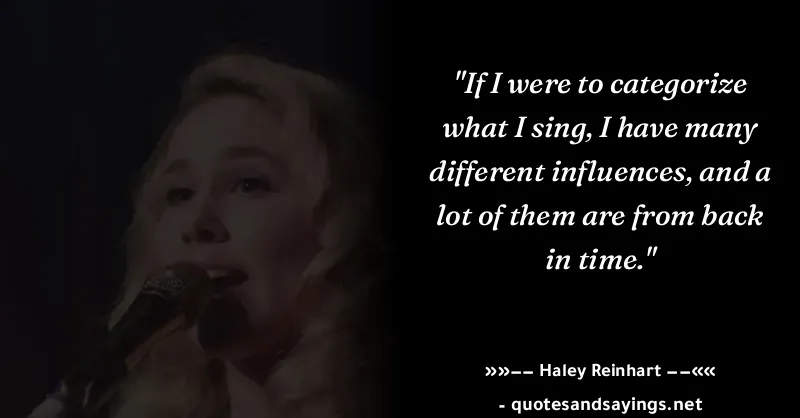 "If I were to categorize
what I sing, I have many
different influences, and a
lot of them are from back
in time."
»»−− Haley Reinhart −−««
- quotesandsayings.net